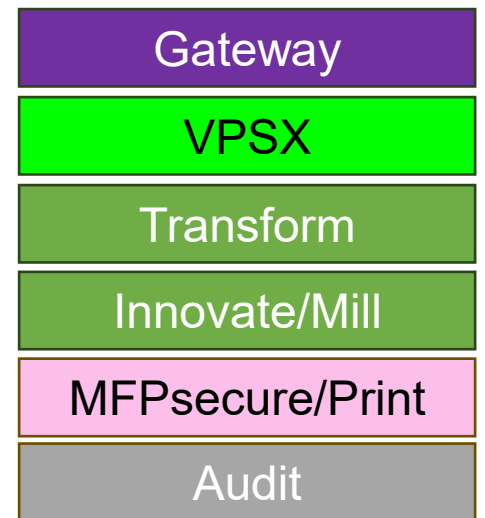 Gateway
VPSX
Transform
Innovate/Mill
MFPsecure/Print
Audit